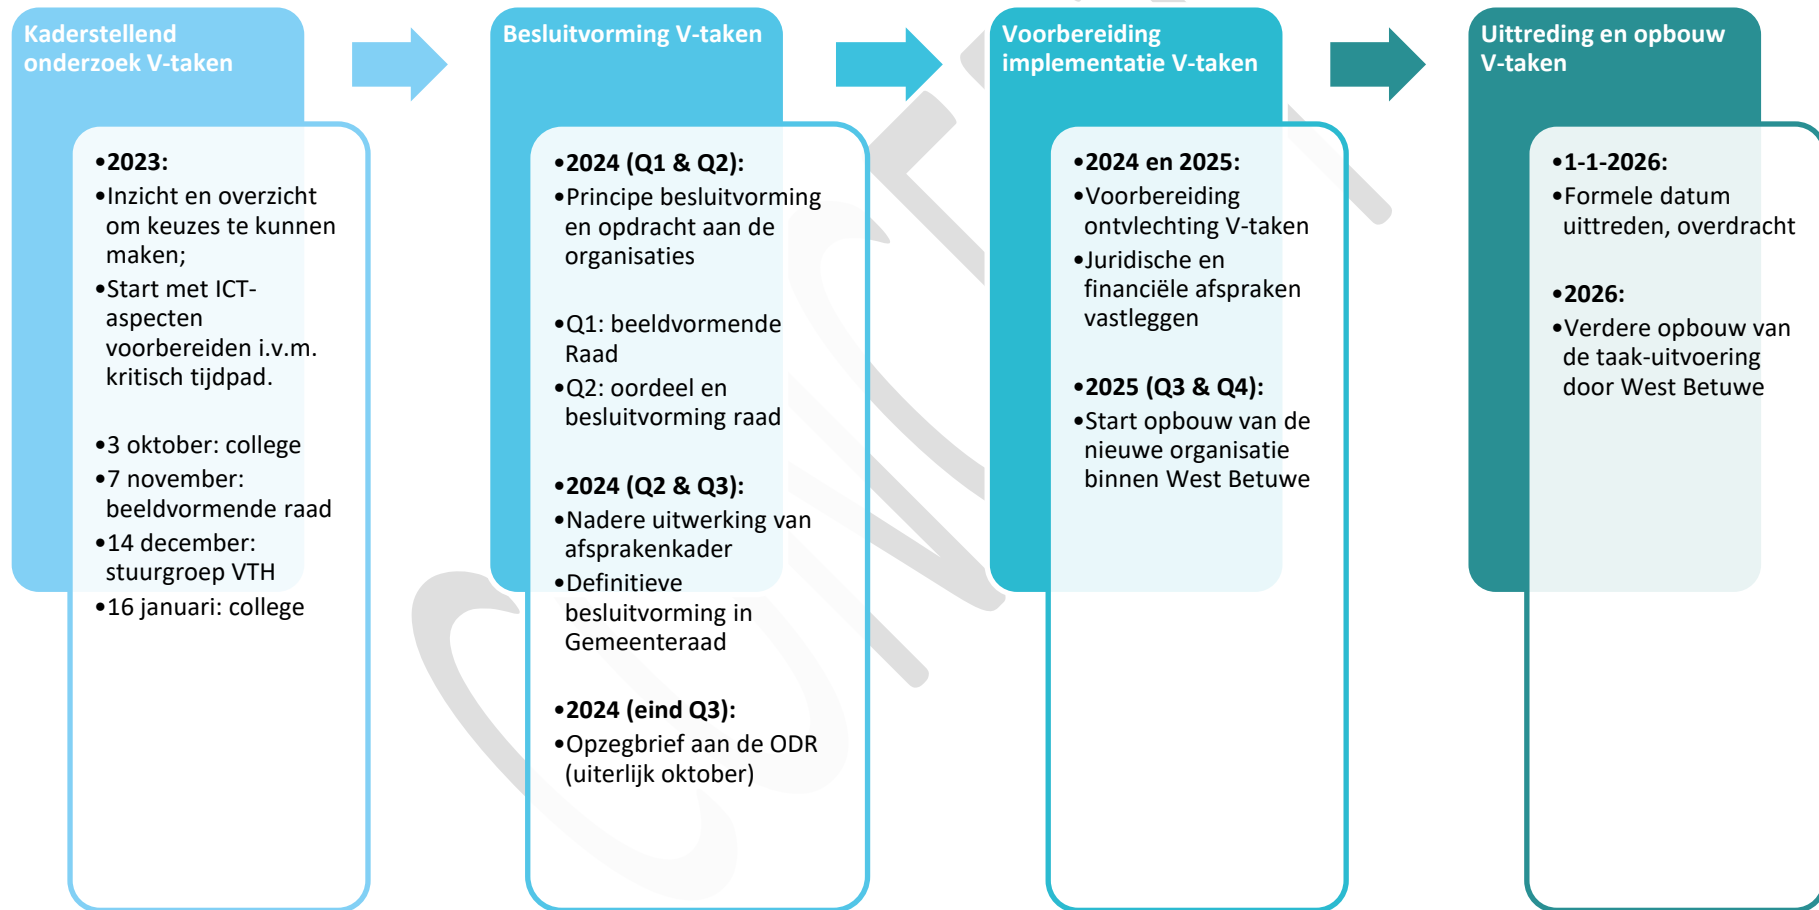 Kaderstellend
onderzoek V-taken
•2023:
•Inzicht en overzicht
om keuzes te kunnen
maken;
•Start met ICT-
aspecten
voorbereiden i.v.m.
kritisch tijdpad.
•3 oktober: college
•7 november:
beeldvormende raad
•14 december:
stuurgroep VTH
•16 januari: college
Besluitvorming V-taken
•2024 (Q1 & Q2):
•Principe besluitvorming
en opdracht aan de
organisaties
•Q1: beeldvormende
Raad
•Q2: oordeel en
besluitvorming raad
•2024 (Q2 & Q3):
•Nadere uitwerking van
afsprakenkader
•Definitieve
besluitvorming in
Gemeenteraad
•2024 (eind Q3):
•Opzegbrief aan de ODR
(uiterlijk oktober)
Voorbereiding
implementatie V-taken
•2024 en 2025:
•Voorbereiding
ontvlechting V-taken
•Juridische en
financiële afspraken
vastleggen
•2025 (Q3 & Q4):
•Start opbouw van de
nieuwe organisatie
binnen West Betuwe
Uittreding en opbouw
V-taken
•1-1-2026:
•Formele datum
uittreden, overdracht
•2026:
•Verdere opbouw van
de taak-uitvoering
door West Betuwe